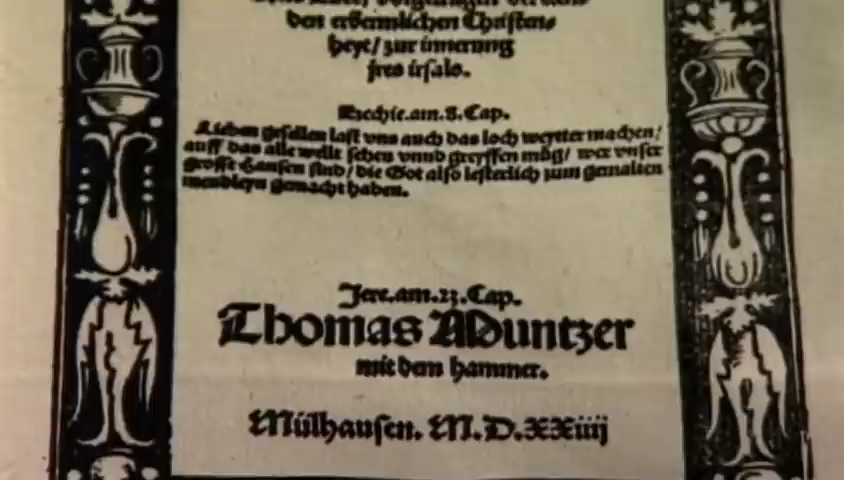 den erbermlichen Christen-
heyt/ zur innerung
jres irsals.
Ezechie.am.8.Cap.
Lieben gesellen last vns auch das loch weytter machen/
auff das alle welt sehen vnnd greyffen müg/ wer vnser
grosse Hansen sind/ die Got also lesterlich zum gemalten
mendleyn gemacht haben.
Jere.am.23.Cap.
Thomas Muntzer
mit dem hammer.
Mülhausen. M.D.XXiiij